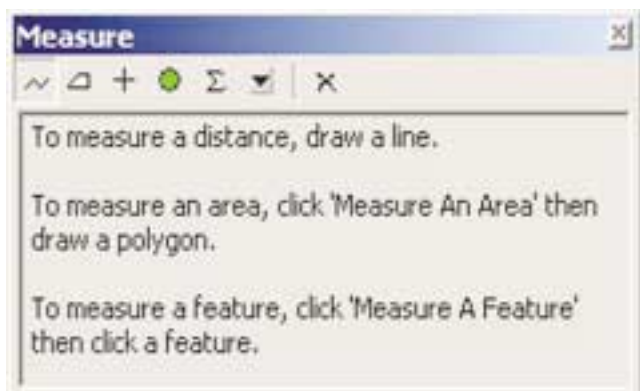 Measure
To measure a distance, draw a line.
To measure an area, click 'Measure An Area' then
draw a polygon.
To measure a feature, click 'Measure A Feature'
then click a feature.